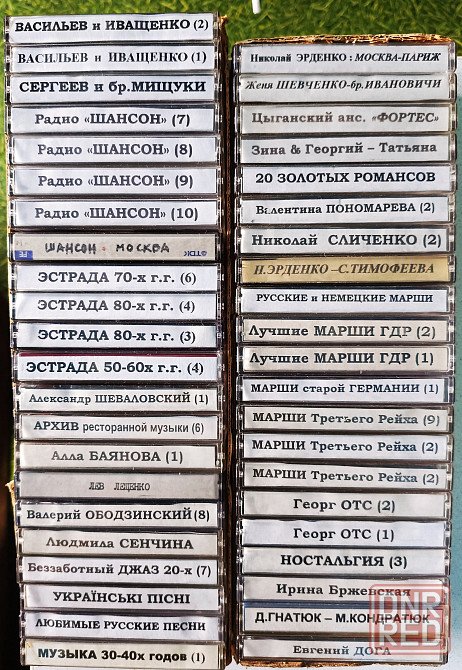 ВАСИЛЬЕВ и ИВАЩЕНКО (2)
ВАСИЛЬЕВ и ИВАЩЕНКО (1)
СЕРГЕЕВ и бр.МИЩУКИ
Радио «ШАНСОН» (7)
Радио «ШАНСОН» (8)
Радио «ШАНСОН» (9)
Радио «ШАНСОН» (10)
ШАНСОН - МОСКВА ©TDK
ЭСТРАДА 70-х г.г. (6)
ЭСТРАДА 80-х г.г. (4)
ЭСТРАДА 80-х г.г. (3)
ЭСТРАДА 50-60х г.г. (4)
Александр ШЕВАЛОВСКИЙ (1)
АРХИВ ресторанной музыки (6)
Алла БАЯНОВА (1)
ЛЕВ ЛЕЩЕНКО
Валерий ОБОДЗИНСКИЙ (8)
Людмила СЕНЧИНА
Беззаботный ДЖАЗ 20-х (7)
УКРАЇНСЬКІ ПІСНІ
ЛЮБИМЫЕ РУССКИЕ ПЕСНИ
МУЗЫКА 30-40х годов (1)
Николай ЭРДЕНКО : МОСКВА-ПАРИЖ
Женя ШЕВЧЕНКО-бр.ИВАНОВИЧИ
Цыганский анс. «ФОРТЕС»
Зина & Георгий – Татьяна
20 ЗОЛОТЫХ РОМАНСОВ
Валентина ПОНОМАРЕВА (2)
Николай СЛИЧЕНКО (2)
Н.ЭРДЕНКО –С.ТИМОФЕЕВА
РУССКИЕ и НЕМЕЦКИЕ МАРШИ
Лучшие МАРШИ ГДР (2)
Лучшие МАРШИ ГДР (1)
МАРШИ старой ГЕРМАНИИ (1)
МАРШИ Третьего Рейха (9)
МАРШИ Третьего Рейха (2)
МАРШИ Третьего Рейха (2)
Георг ОТС (2)
Георг ОТС (1)
НОСТАЛЬГИЯ (3)
Ирина Бржевская
Д.ГНАТЮК – М.КОНДРАТЮК
Евгений ДОГА
DNR
RED